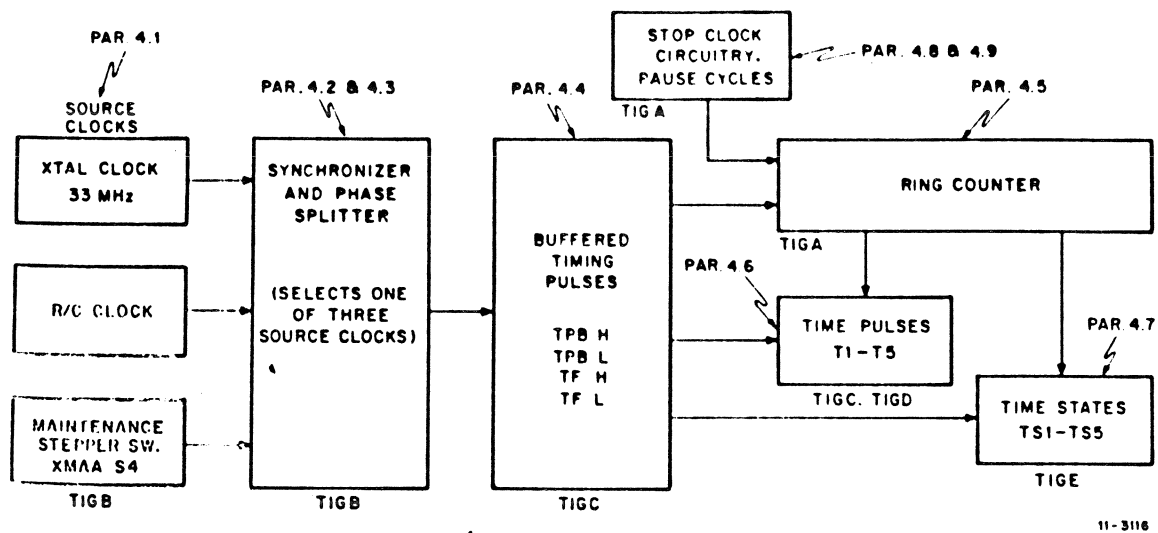 PAR. 4.1
SOURCE
CLOCKS
XTAL CLOCK
33 MHz
R/C CLOCK
MAINTENANCE
STEPPER SW.
XMAA S4
TIGB
PAR. 4.2 & 4.3
SYNCHRONIZER
AND PHASE
SPLITTER
(SELECTS ONE
OF THREE
SOURCE CLOCKS)
TIGB
PAR. 4.4
BUFFERED
TIMING
PULSES
TPB H
TPB L
TF H
TF L
TIGC
STOP CLOCK
CIRCUITRY.
PAUSE CYCLES
TIGA
PAR. 4.8 & 4.9
PAR. 4.5
RING COUNTER
TIGA
PAR. 4.6
TIME PULSES
T1-T5
TIGC. TIGD
PAR. 4.7
TIME STATES
TS1-TS5
TIGE
11-3116